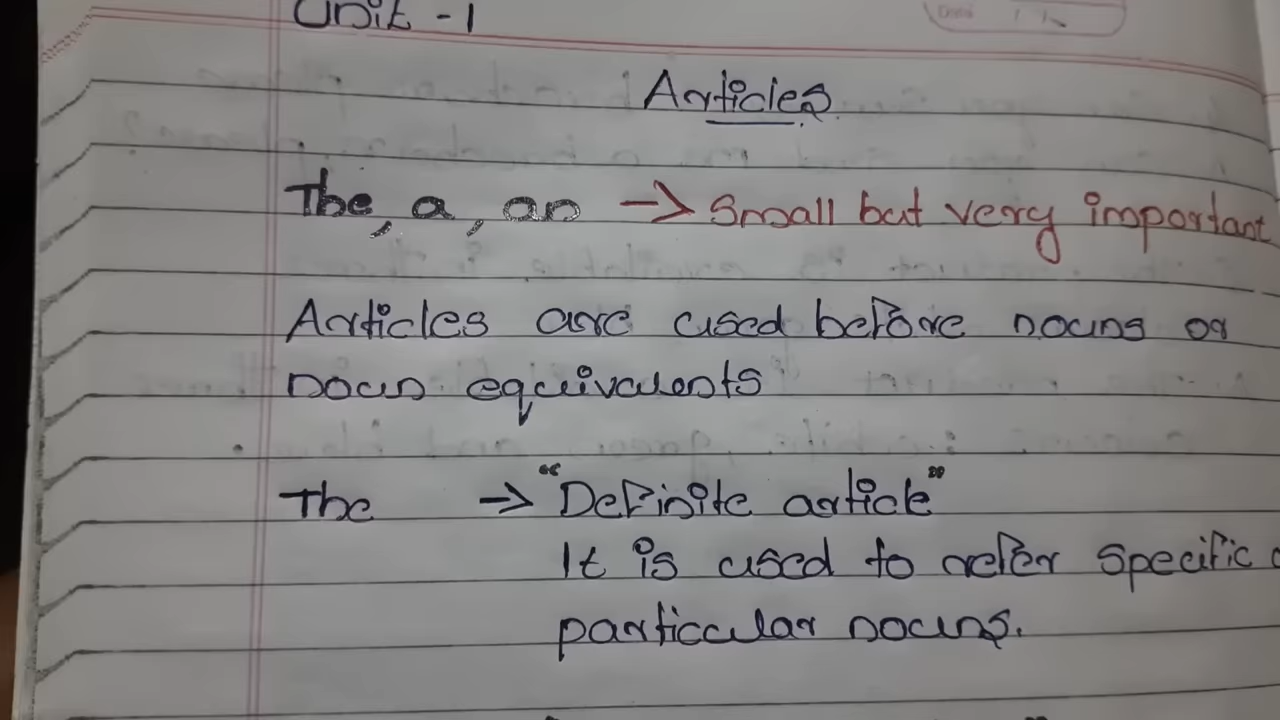 Unit - 1
Articles
The, a, an → Small but very important
Articles are used before nouns or
noun equivalents
The → "Definite article"
It is used to refer specific
particular nouns.